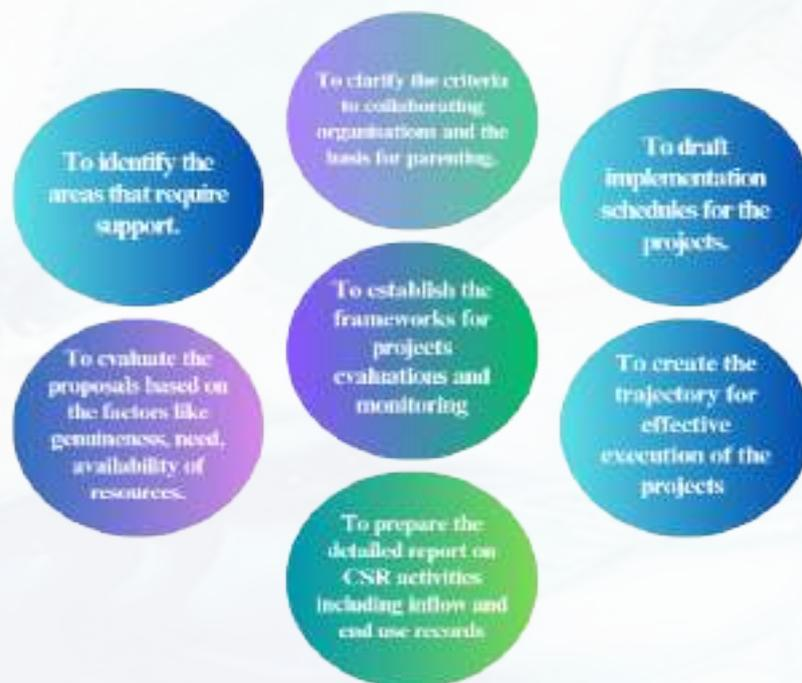 To clarify the criteria
to collaborating
organisations and the
basis for parenting.
To identify the
areas that require
support.
To draft
implementation
schedules for the
projects.
To establish the
frameworks for
projects
evaluations and
monitoring
To evaluate the
proposals based on
the factors like
genuineness, need,
availability of
resources.
To create the
trajectory for
effective
execution of the
projects
To prepare the
detailed report on
CSR activities
including inflow and
end use records